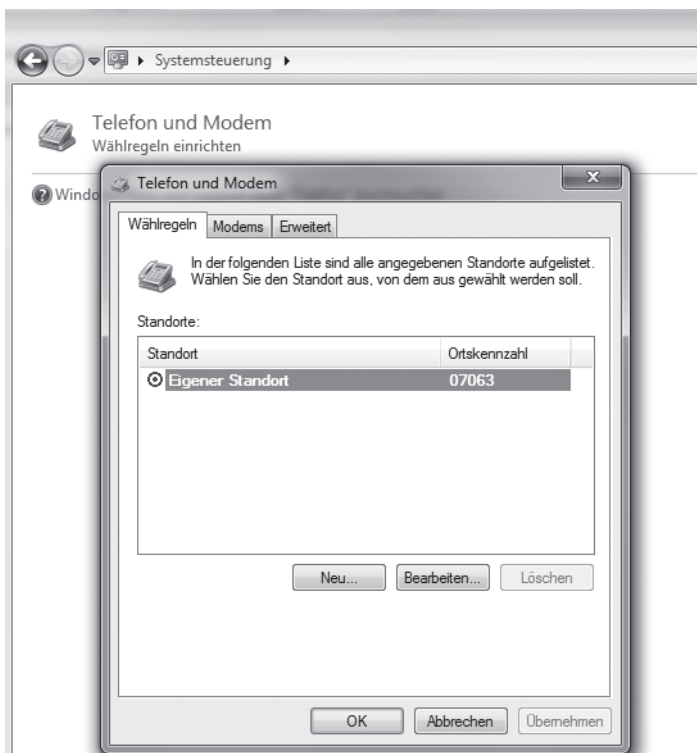 Systemsteuerung
Telefon und Modem
Wählregeln einrichten
Windo
Telefon und Modem
X
Wählregeln Modems Erweitert
In der folgenden Liste sind alle angegebenen Standorte aufgelistet.
Wählen Sie den Standort aus, von dem aus gewählt werden soll.
Standorte:
Standort Ortskennzahl
Eigener Standort 07063
Neu... Bearbeiten... Löschen
OK Abbrechen Übernehmen